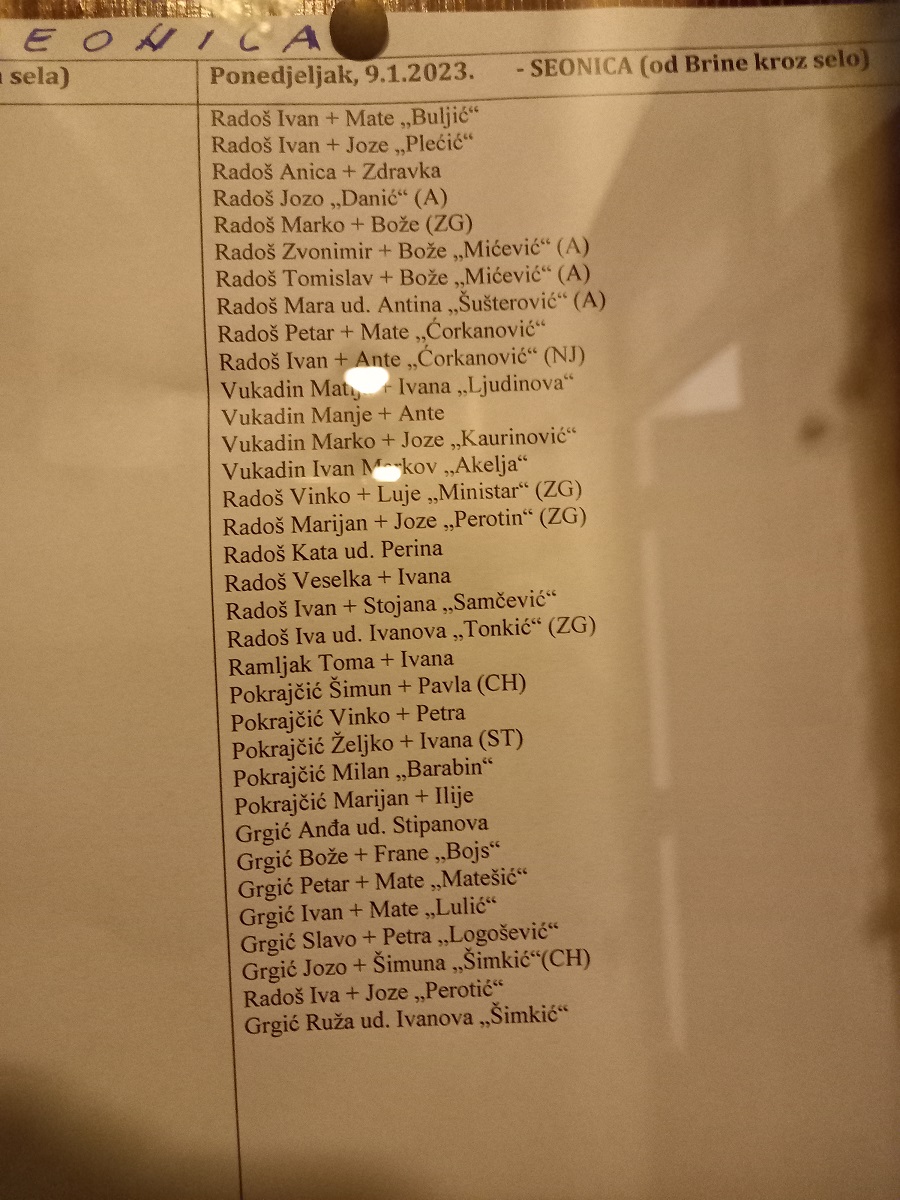 EONICA
sela)
Ponedjeljak, 9.1.2023. - SEONICA (od Brine kroz selo)
Radoš Ivan + Mate „Buljić“
Radoš Ivan + Joze „Plećić“
Radoš Anica + Zdravka
Radoš Jozo „Danić“ (A)
Radoš Marko + Bože (ZG)
Radoš Zvonimir + Bože „Mićević“ (A)
Radoš Tomislav + Bože „Mićević“ (A)
Radoš Mara ud. Antina „Šušterović“ (A)
Radoš Petar + Mate „Ćorkanović“
Radoš Ivan + Ante „Ćorkanović“ (NJ)
Vukadin + Ivana „Ljudinova“
Vukadin Manje + Ante
Vukadin Marko + Joze „Kaurinović“
Vukadin Ivan Markov „Akelja“
Radoš Vinko + Luje „Ministar“ (ZG)
Radoš Marijan + Joze „Perotin“ (ZG)
Radoš Kata ud. Perina
Radoš Veselka + Ivana
Radoš Ivan + Stojana „Samčević“
Radoš Iva ud. Ivanova „Tonkić“ (ZG)
Ramljak Toma + Ivana
Pokrajčić Šimun + Pavla (CH)
Pokrajčić Vinko + Petra
Pokrajčić Željko + Ivana (ST)
Pokrajčić Milan „Barabin“
Pokrajčić Marijan + Ilije
Grgić Anđa ud. Stipanova
Grgić Bože + Frane „Bojs“
Grgić Petar + Mate „Matešić“
Grgić Ivan + Mate „Lulić“
Grgić Slavo + Petra „Logošević“
Grgić Jozo + Šimuna „Šimkić“(CH)
Radoš Iva + Joze „Perotić“
Grgić Ruža ud. Ivanova „Šimkić“